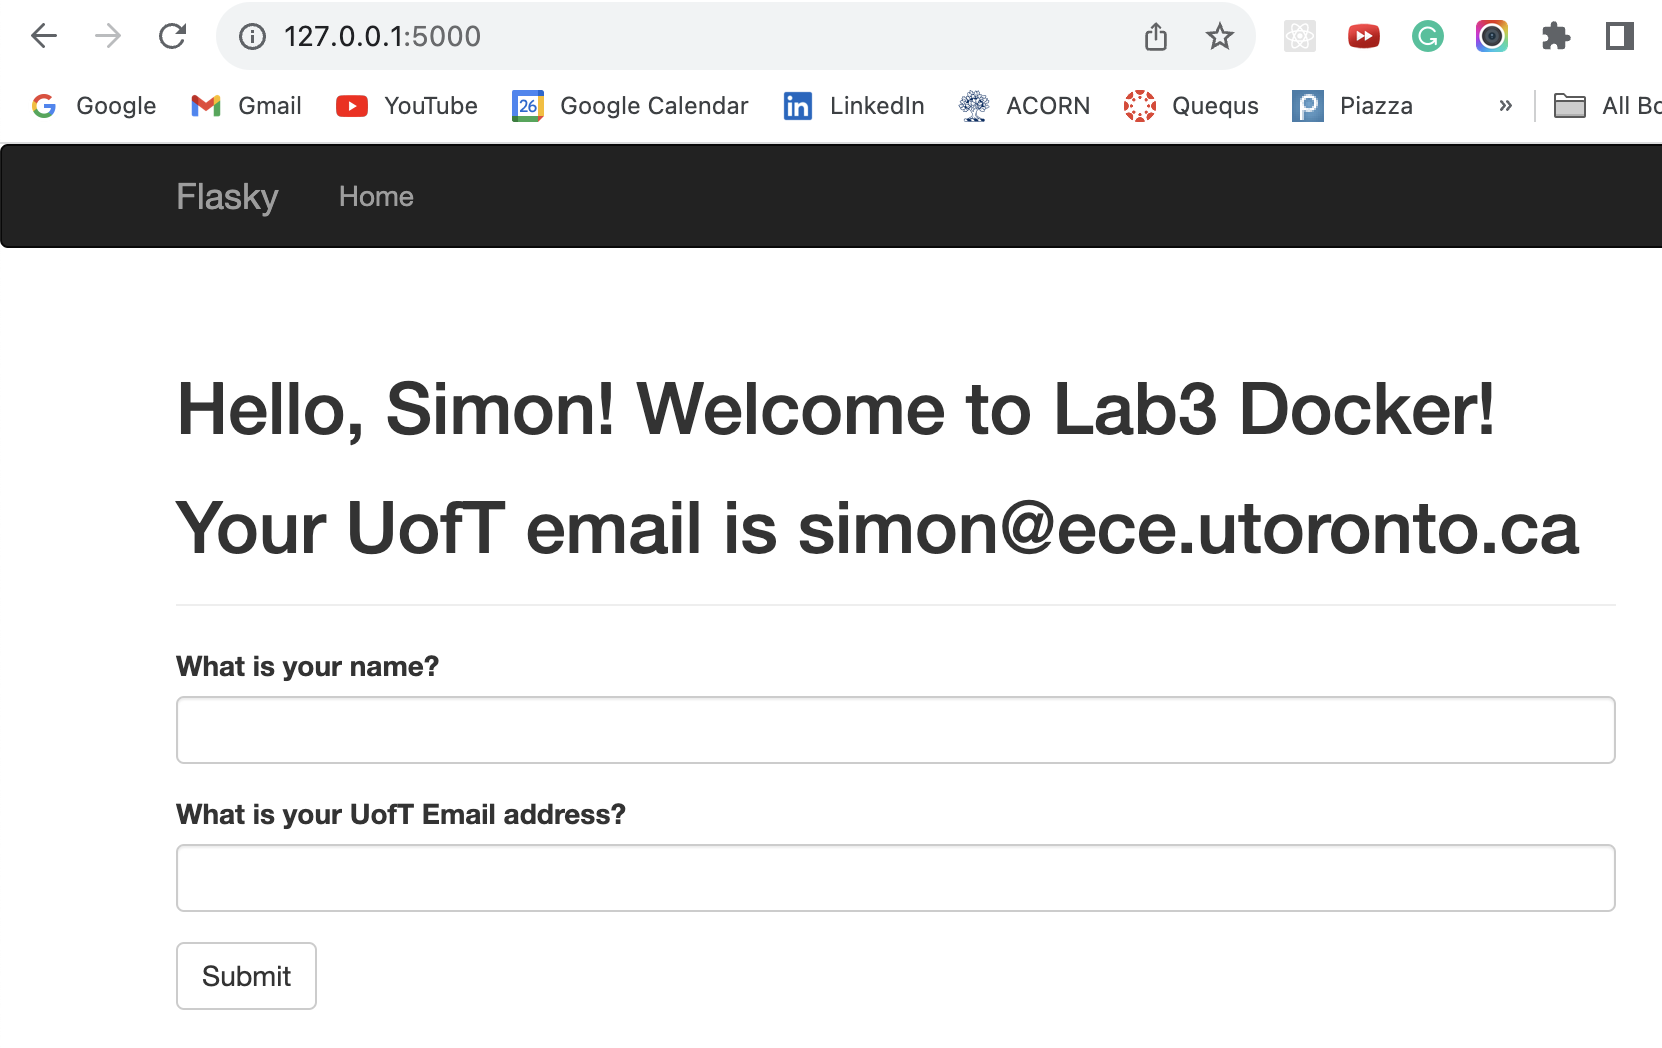 127.0.0.1:5000
Google Gmail YouTube 26 Google Calendar LinkedIn ACORN Quequs Piazza » All Bo
Flasky Home
Hello, Simon! Welcome to Lab3 Docker!
Your UofT email is simon@ece.utoronto.ca
What is your name?
What is your UofT Email address?
Submit